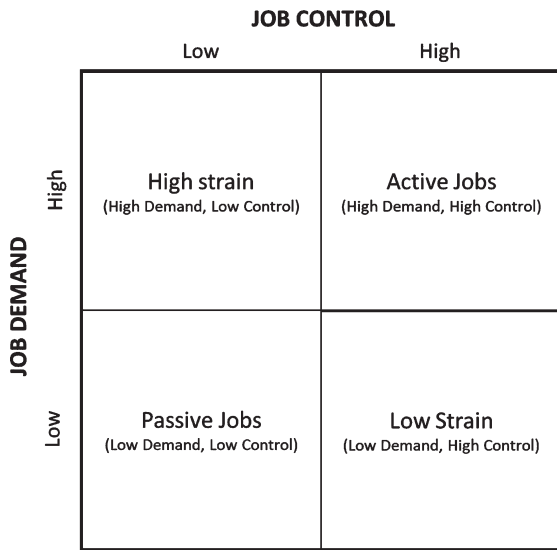 JOB CONTROL
Low
High
JOB DEMAND
High
High strain
(High Demand, Low Control)
Active Jobs
(High Demand, High Control)
Low
Passive Jobs
(Low Demand, Low Control)
Low Strain
(Low Demand, High Control)